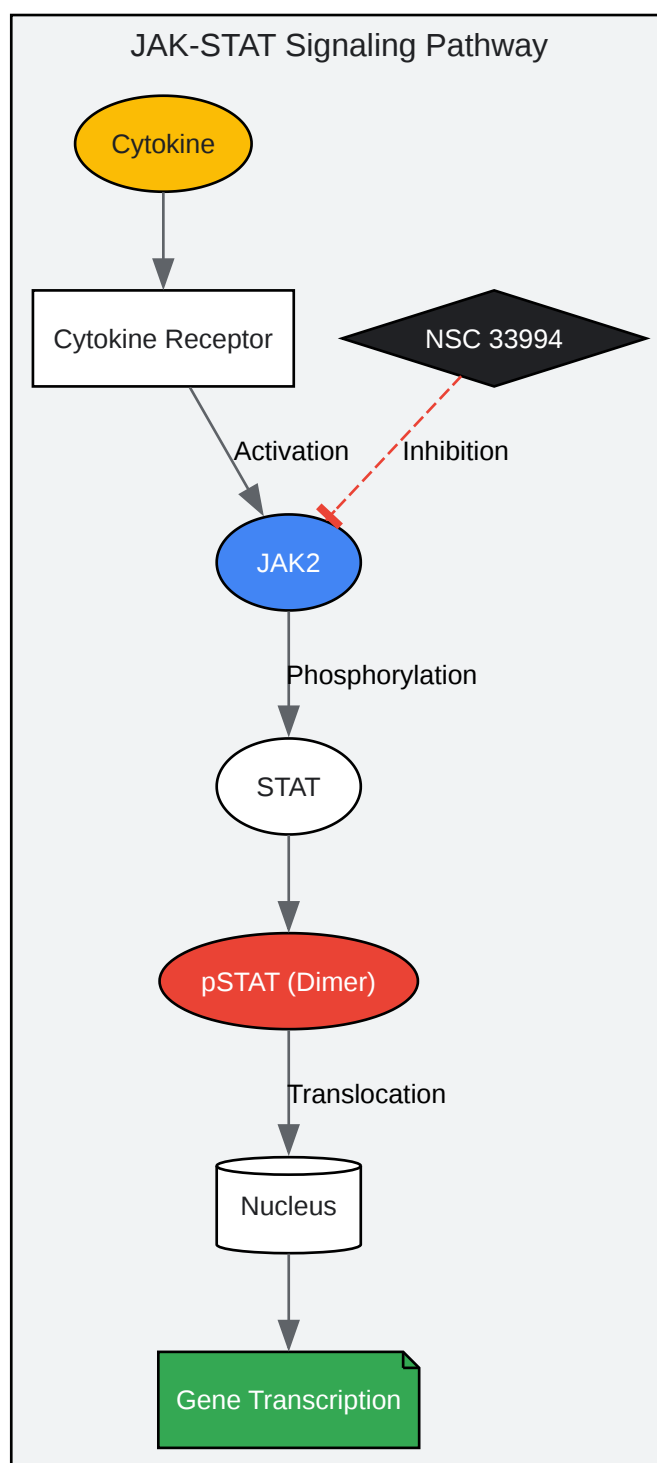 JAK-STAT Signaling Pathway
Cytokine
Cytokine Receptor
NSC 33994
Activation
Inhibition
JAK2
Phosphorylation
STAT
pSTAT (Dimer)
Translocation
Nucleus
Gene Transcription